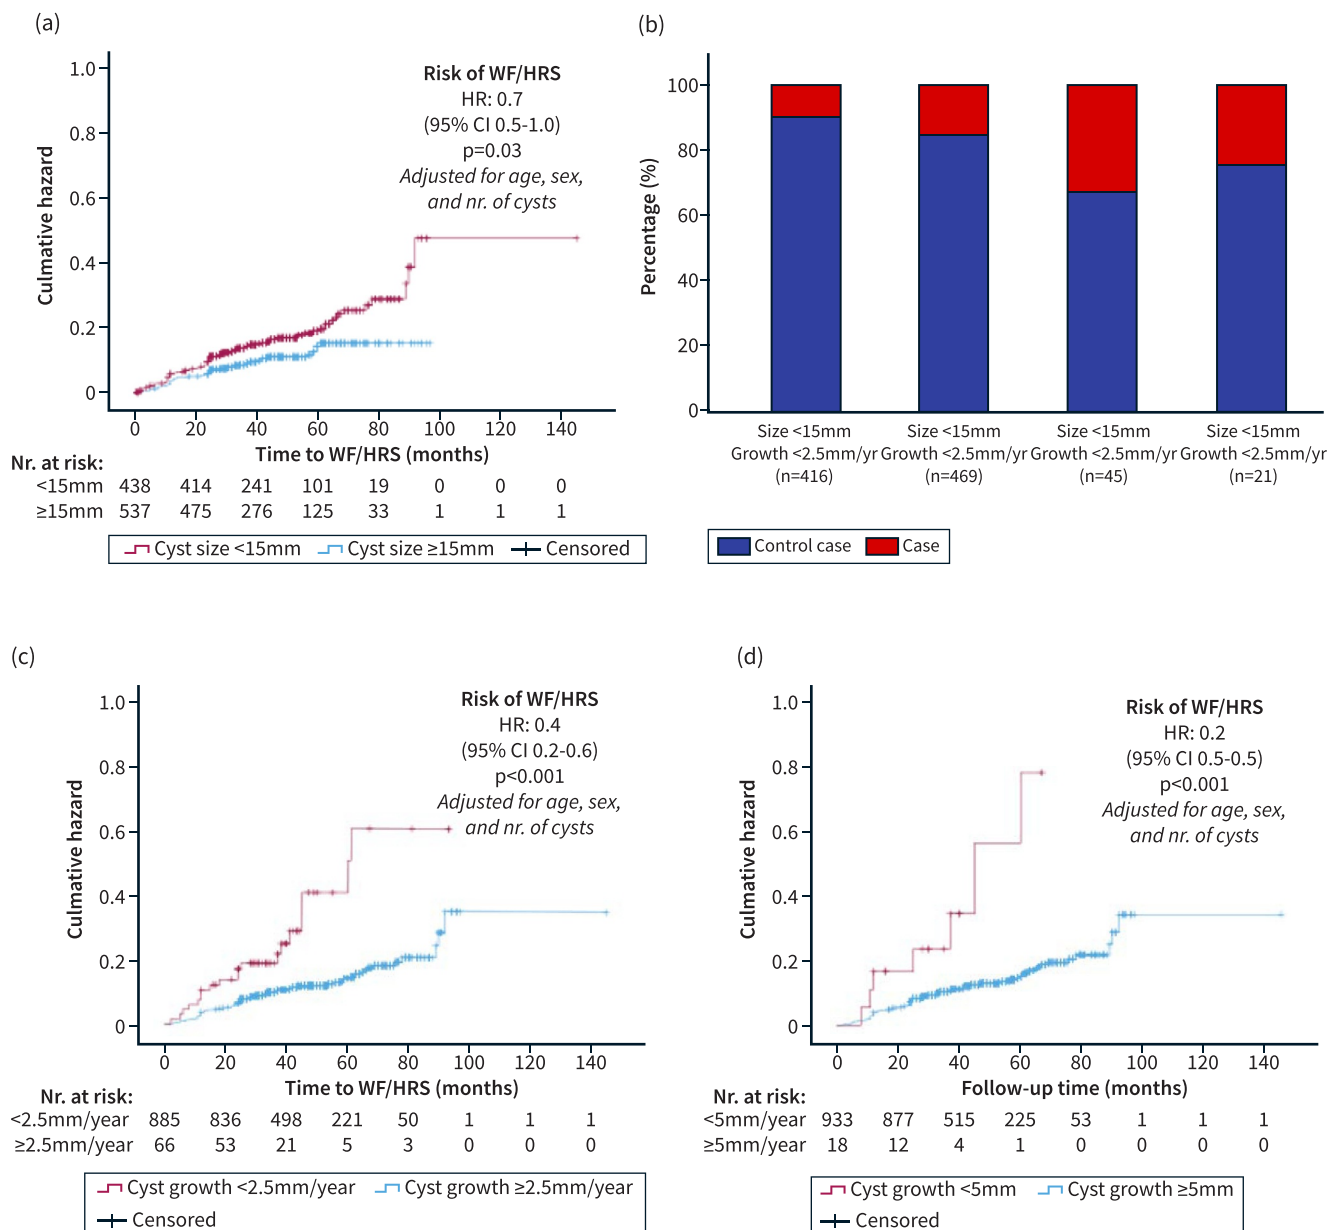 (a)
Culmative hazard
1.0
0.8
0.6
0.4
0.2
0
Risk of WF/HRS
HR: 0.7
(95% CI 0.5-1.0)
p=0.03
Adjusted for age, sex,
and nr. of cysts
0 20 40 60 80 100 120 140
Time to WF/HRS (months)
Nr. at risk:
<15mm 438 414 241 101 19 0 0 0
≥15mm 537 475 276 125 33 1 1 1
Cyst size <15mm Cyst size ≥15mm Censored
(b)
Percentage (%)
100
80
60
40
20
0
Size <15mm
Growth <2.5mm/yr
(n=416)
Size <15mm
Growth <2.5mm/yr
(n=469)
Size <15mm
Growth <2.5mm/yr
(n=45)
Size <15mm
Growth <2.5mm/yr
(n=21)
Control case Case
(c)
Culmative hazard
1.0
0.8
0.6
0.4
0.2
0
Risk of WF/HRS
HR: 0.4
(95% CI 0.2-0.6)
p<0.001
Adjusted for age, sex,
and nr. of cysts
0 20 40 60 80 100 120 140
Time to WF/HRS (months)
Nr. at risk:
<2.5mm/year 885 836 498 221 50 1 1 1
≥2.5mm/year 66 53 21 5 3 0 0 0
Cyst growth <2.5mm/year Cyst growth ≥2.5mm/year
Censored
(d)
Culmative hazard
1.0
0.8
0.6
0.4
0.2
0
Risk of WF/HRS
HR: 0.2
(95% CI 0.5-0.5)
p<0.001
Adjusted for age, sex,
and nr. of cysts
0 20 40 60 80 100 120 140
Follow-up time (months)
Nr. at risk:
<5mm/year 933 877 515 225 53 1 1 1
≥5mm/year 18 12 4 1 0 0 0 0
Cyst growth <5mm Cyst growth ≥5mm
Censored